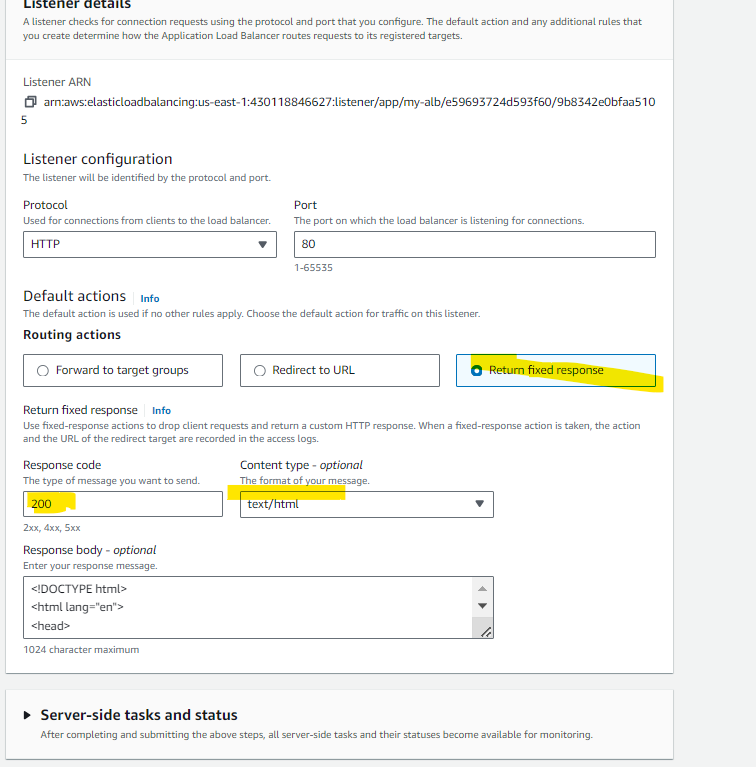 Listener details
A listener checks for connection requests using the protocol and port that you configure. The default action and any additional rules that
you create determine how the Application Load Balancer routes requests to its registered targets.
Listener ARN
arn:aws:elasticloadbalancing:us-east-1:430118846627:listener/app/my-alb/e59693724d593f60/9b8342e0bfaa510
5
Listener configuration
The listener will be identified by the protocol and port.
Protocol
Used for connections from clients to the load balancer.
HTTP
Port
The port on which the load balancer is listening for connections.
80
1-65535
Default actions Info
The default action is used if no other rules apply. Choose the default action for traffic on this listener.
Routing actions
Forward to target groups
Redirect to URL
Return fixed response
Return fixed response Info
Use fixed-response actions to drop client requests and return a custom HTTP response. When a fixed-response action is taken, the action
and the URL of the redirect target are recorded in the access logs.
Response code
The type of message you want to send.
200
2xx, 4xx, 5xx
Content type - optional
The format of your message.
text/html
Response body - optional
Enter your response message.
<!DOCTYPE html>
<html lang="en">
<head>
1024 character maximum
Server-side tasks and status
After completing and submitting the above steps, all server-side tasks and their statuses become available for monitoring.